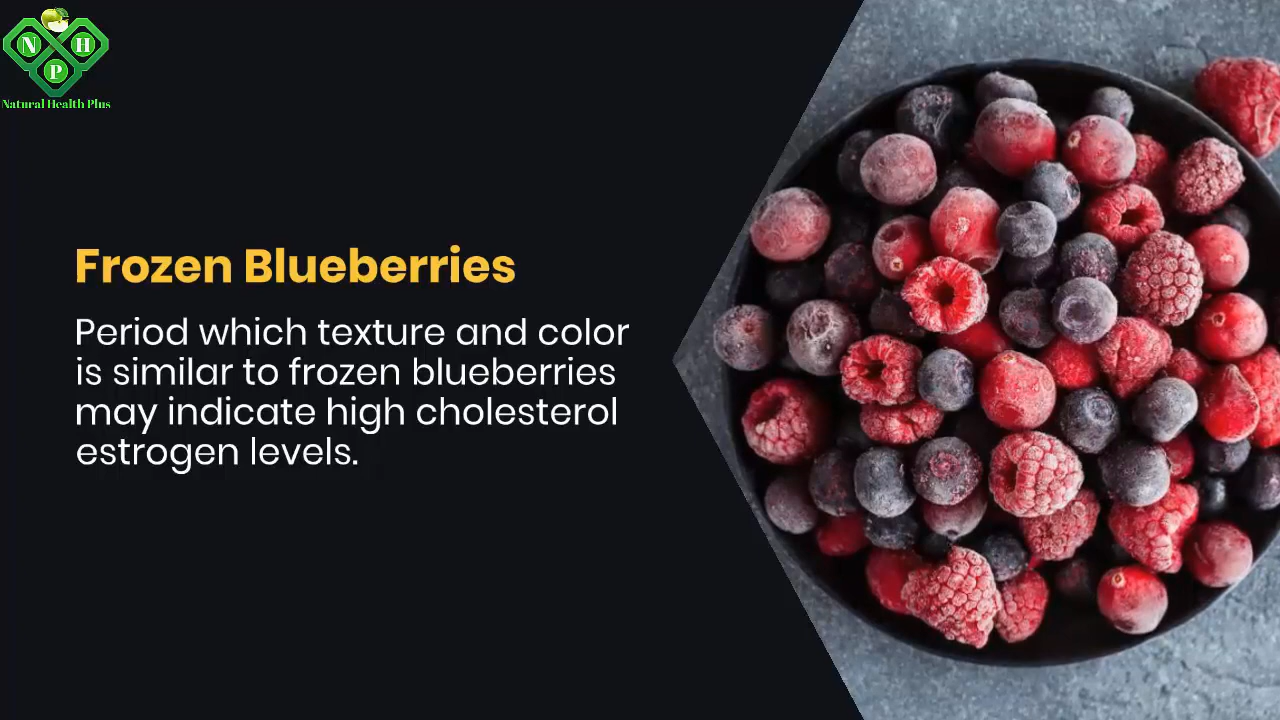 N H
P
Natural Health Plus
Frozen Blueberries
Period which texture and color
is similar to frozen blueberries
may indicate high cholesterol
estrogen levels.